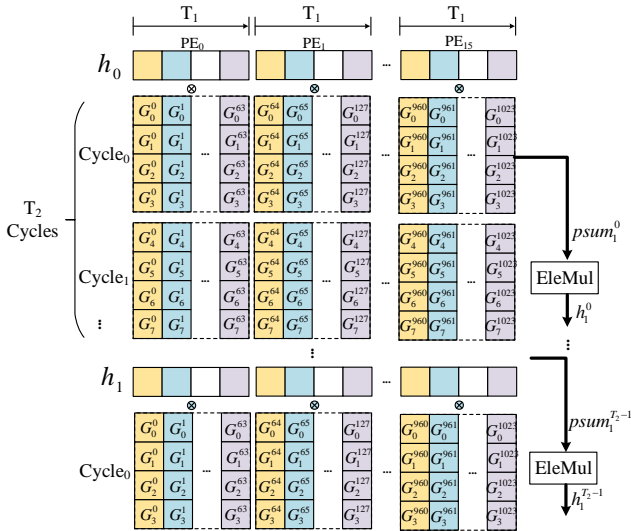 T₁ T₁ T₁
PE₀ PE₁ PE₁₅
h₀ ...
⊗ ⊗ ⊗
G₀⁰ G₀¹ G₀⁶³ G₀⁶⁴ G₀⁶⁵ G₀¹²⁷ G₀⁹⁶⁰ G₀⁹⁶¹ G₀¹⁰²³
Cycle₀ G₁⁰ G₁¹ ... G₁⁶³ G₁⁶⁴ G₁⁶⁵ ... G₁¹²⁷ ... G₁⁹⁶⁰ G₁⁹⁶¹ ... G₁¹⁰²³
G₂⁰ G₂¹ G₂⁶³ G₂⁶⁴ G₂⁶⁵ G₂¹²⁷ G₂⁹⁶⁰ G₂⁹⁶¹ G₂¹⁰²³
G₃⁰ G₃¹ G₃⁶³ G₃⁶⁴ G₃⁶⁵ G₃¹²⁷ G₃⁹⁶⁰ G₃⁹⁶¹ G₃¹⁰²³
T₂
Cycles
psum₁⁰
G₄⁰ G₄¹ G₄⁶³ G₄⁶⁴ G₄⁶⁵ G₄¹²⁷ G₄⁹⁶⁰ G₄⁹⁶¹ G₄¹⁰²³
Cycle₁ G₅⁰ G₅¹ ... G₅⁶³ G₅⁶⁴ G₅⁶⁵ ... G₅¹²⁷ ... G₅⁹⁶⁰ G₅⁹⁶¹ ... G₅¹⁰²³
EleMul
G₆⁰ G₆¹ G₆⁶³ G₆⁶⁴ G₆⁶⁵ G₆¹²⁷ G₆⁹⁶⁰ G₆⁹⁶¹ G₆¹⁰²³
h₁⁰
... G₇⁰ G₇¹ G₇⁶³ G₇⁶⁴ G₇⁶⁵ G₇¹²⁷ G₇⁹⁶⁰ G₇⁹⁶¹ G₇¹⁰²³
... ...
h₁ ...
⊗ ⊗ ⊗
psum₁ᵀ²⁻¹
G₀⁰ G₀¹ G₀⁶³ G₀⁶⁴ G₀⁶⁵ G₀¹²⁷ G₀⁹⁶⁰ G₀⁹⁶¹ G₀¹⁰²³
Cycle₀ G₁⁰ G₁¹ ... G₁⁶³ G₁⁶⁴ G₁⁶⁵ ... G₁¹²⁷ ... G₁⁹⁶⁰ G₁⁹⁶¹ ... G₁¹⁰²³
EleMul
G₂⁰ G₂¹ G₂⁶³ G₂⁶⁴ G₂⁶⁵ G₂¹²⁷ G₂⁹⁶⁰ G₂⁹⁶¹ G₂¹⁰²³
h₁ᵀ²⁻¹
G₃⁰ G₃¹ G₃⁶³ G₃⁶⁴ G₃⁶⁵ G₃¹²⁷ G₃⁹⁶⁰ G₃⁹⁶¹ G₃¹⁰²³